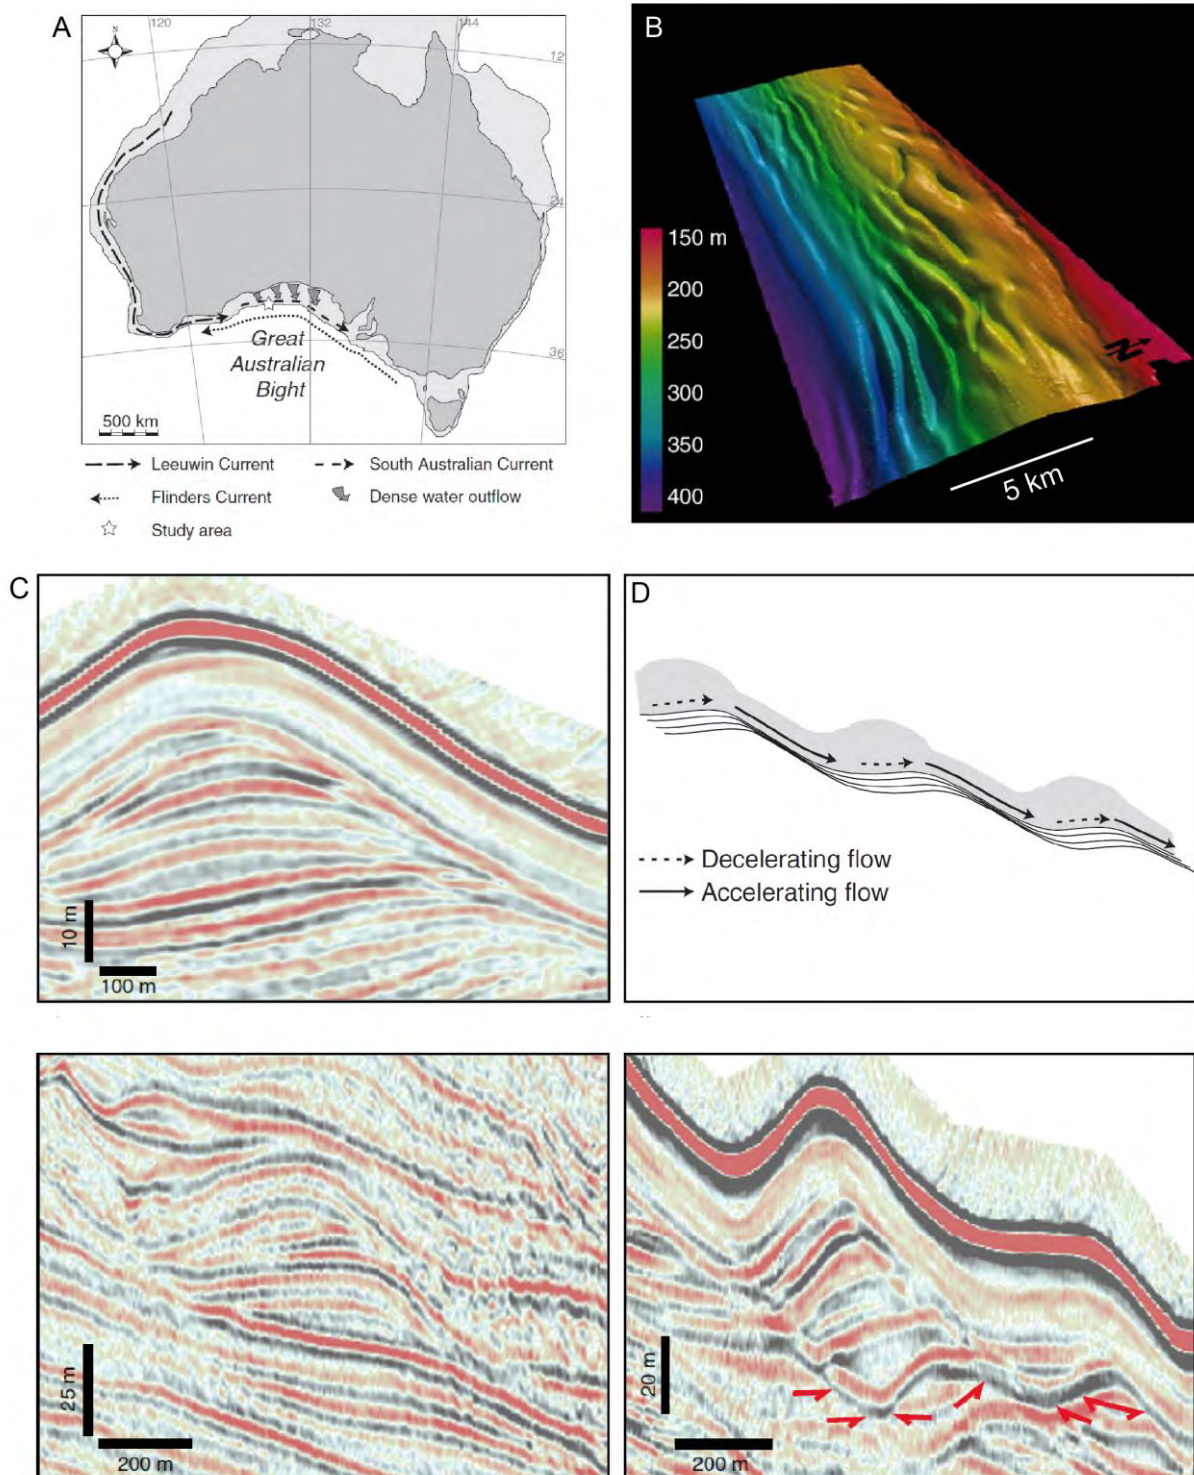 A
N
120
132
144
12
24
36
Great
Australian
Bight
500 km
Leeuwin Current
South Australian Current
Flinders Current
Dense water outflow
Study area
B
150 m
200
250
300
350
400
N
5 km
C
10 m
100 m
D
Decelerating flow
Accelerating flow
25 m
200 m
20 m
200 m